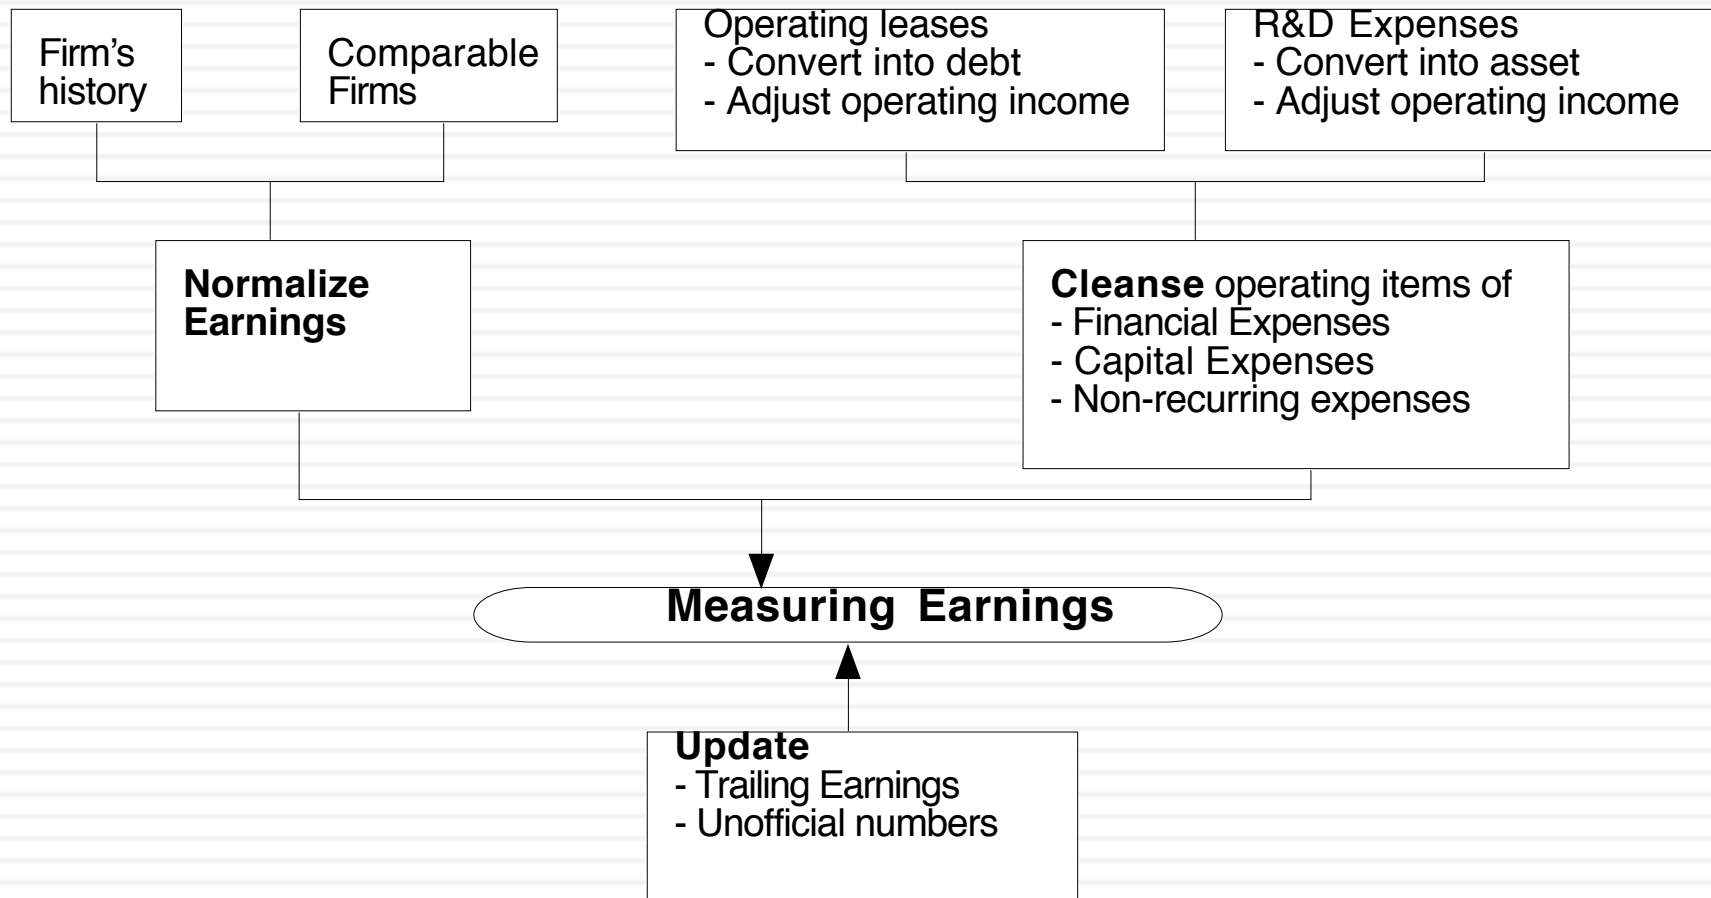 Firm’s
history
Comparable
Firms
Operating leases
- Convert into debt
- Adjust operating income
R&D Expenses
- Convert into asset
- Adjust operating income
Normalize
Earnings
Cleanse operating items of
- Financial Expenses
- Capital Expenses
- Non-recurring expenses
Measuring Earnings
Update
- Trailing Earnings
- Unofficial numbers